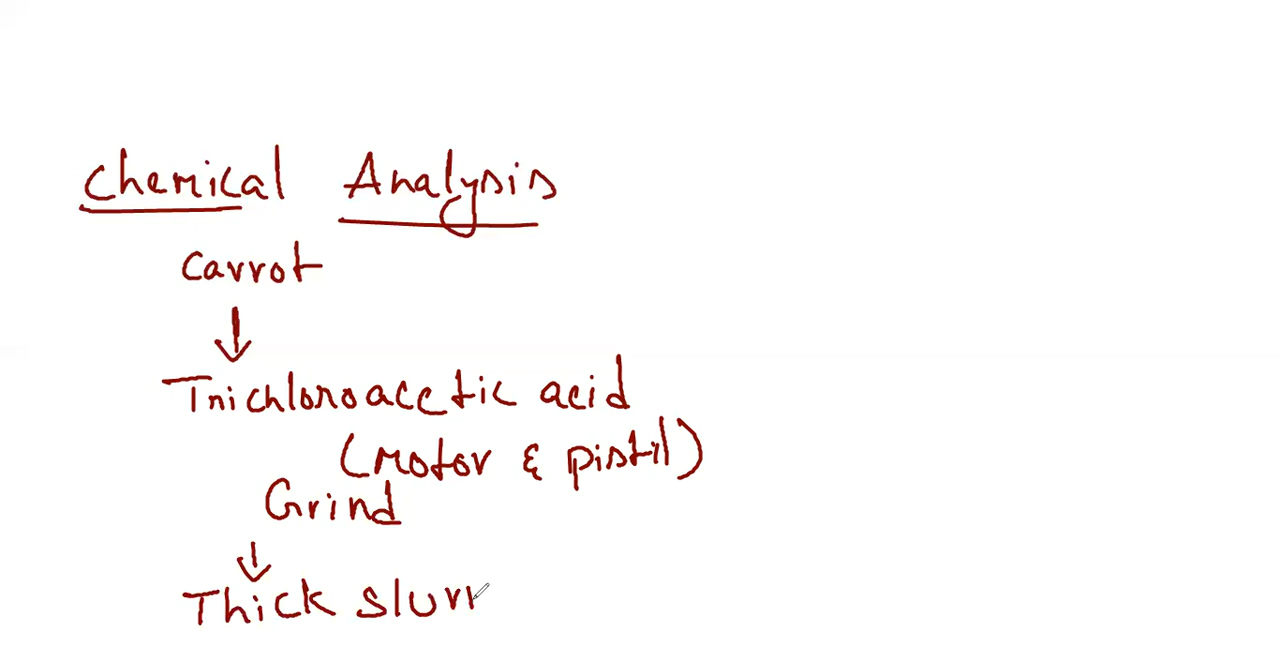 Chemical Analysis
Carrot
Trichloroacetic acid
(Motor & pistil)
Grind
Thick slurr